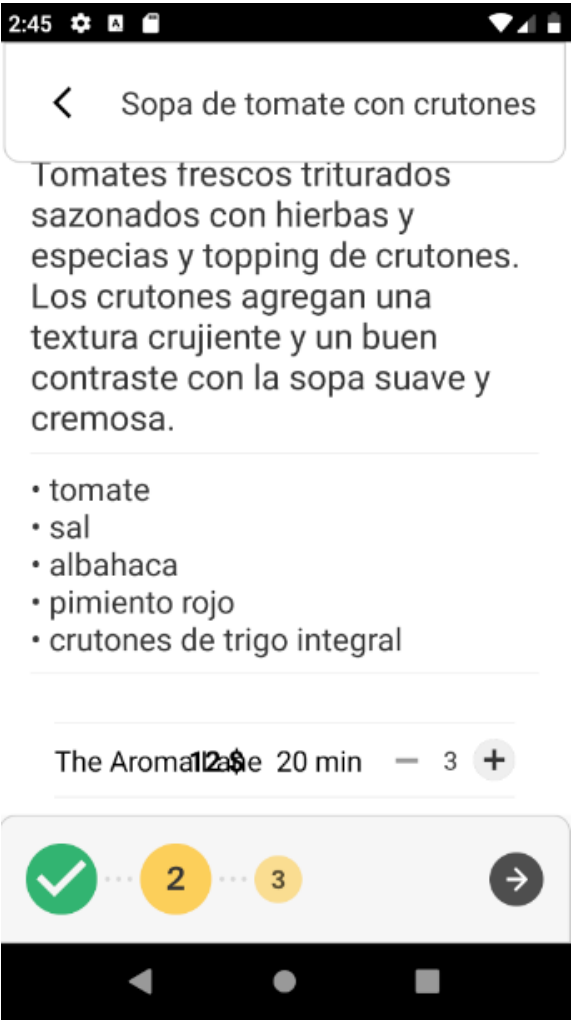 2:45
Sopa de tomate con crutones
Tomates frescos triturados
sazonados con hierbas y
especias y topping de crutones.
Los crutones agregan una
textura crujiente y un buen
contraste con la sopa suave y
cremosa.
• tomate
• sal
• albahaca
• pimiento rojo
• crutones de trigo integral
The Aroma 12 $ 20 min − 3 +
2 3